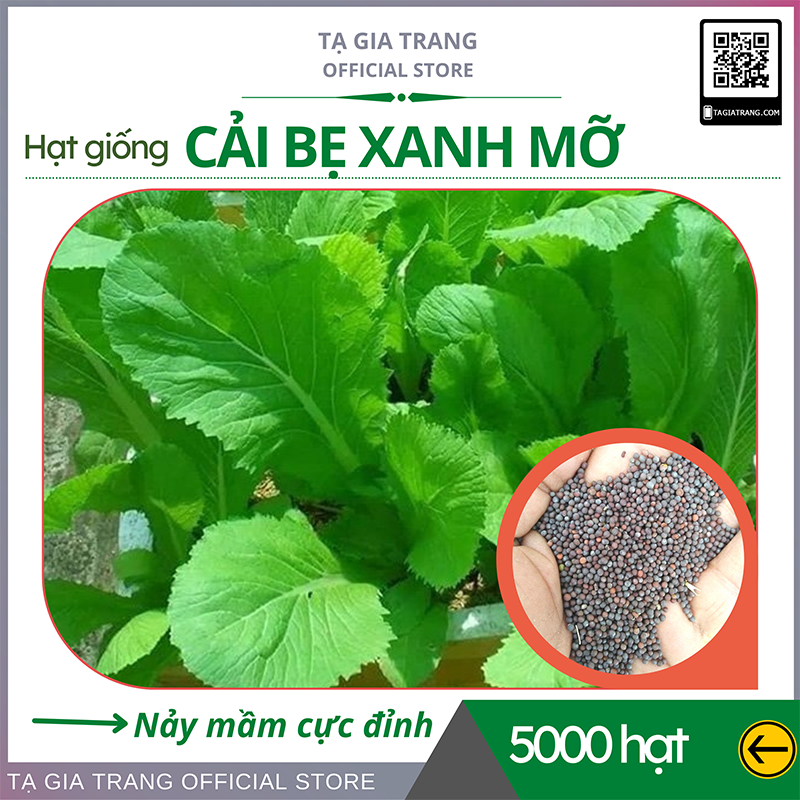 TẠ GIA TRANG
OFFICIAL STORE
TAGIATRANG.COM
Hạt giống CẢI BẸ XANH MỠ
Nảy mầm cực đỉnh
5000 hạt
TẠ GIA TRANG OFFICIAL STORE